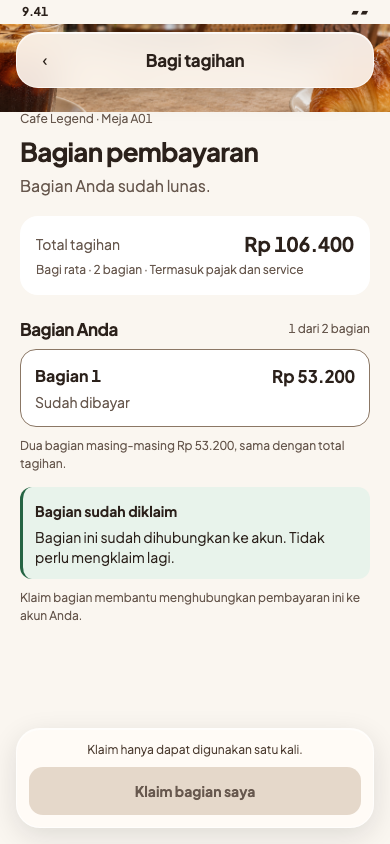 9.41
‹ Bagi tagihan
Cafe Legend · Meja A01
Bagian pembayaran
Bagian Anda sudah lunas.
Total tagihan Rp 106.400
Bagi rata · 2 bagian · Termasuk pajak dan service
Bagian Anda 1 dari 2 bagian
Bagian 1 Rp 53.200
Sudah dibayar
Dua bagian masing-masing Rp 53.200, sama dengan total
tagihan.
Bagian sudah diklaim
Bagian ini sudah dihubungkan ke akun. Tidak
perlu mengklaim lagi.
Klaim bagian membantu menghubungkan pembayaran ini ke
akun Anda.
Klaim hanya dapat digunakan satu kali.
Klaim bagian saya